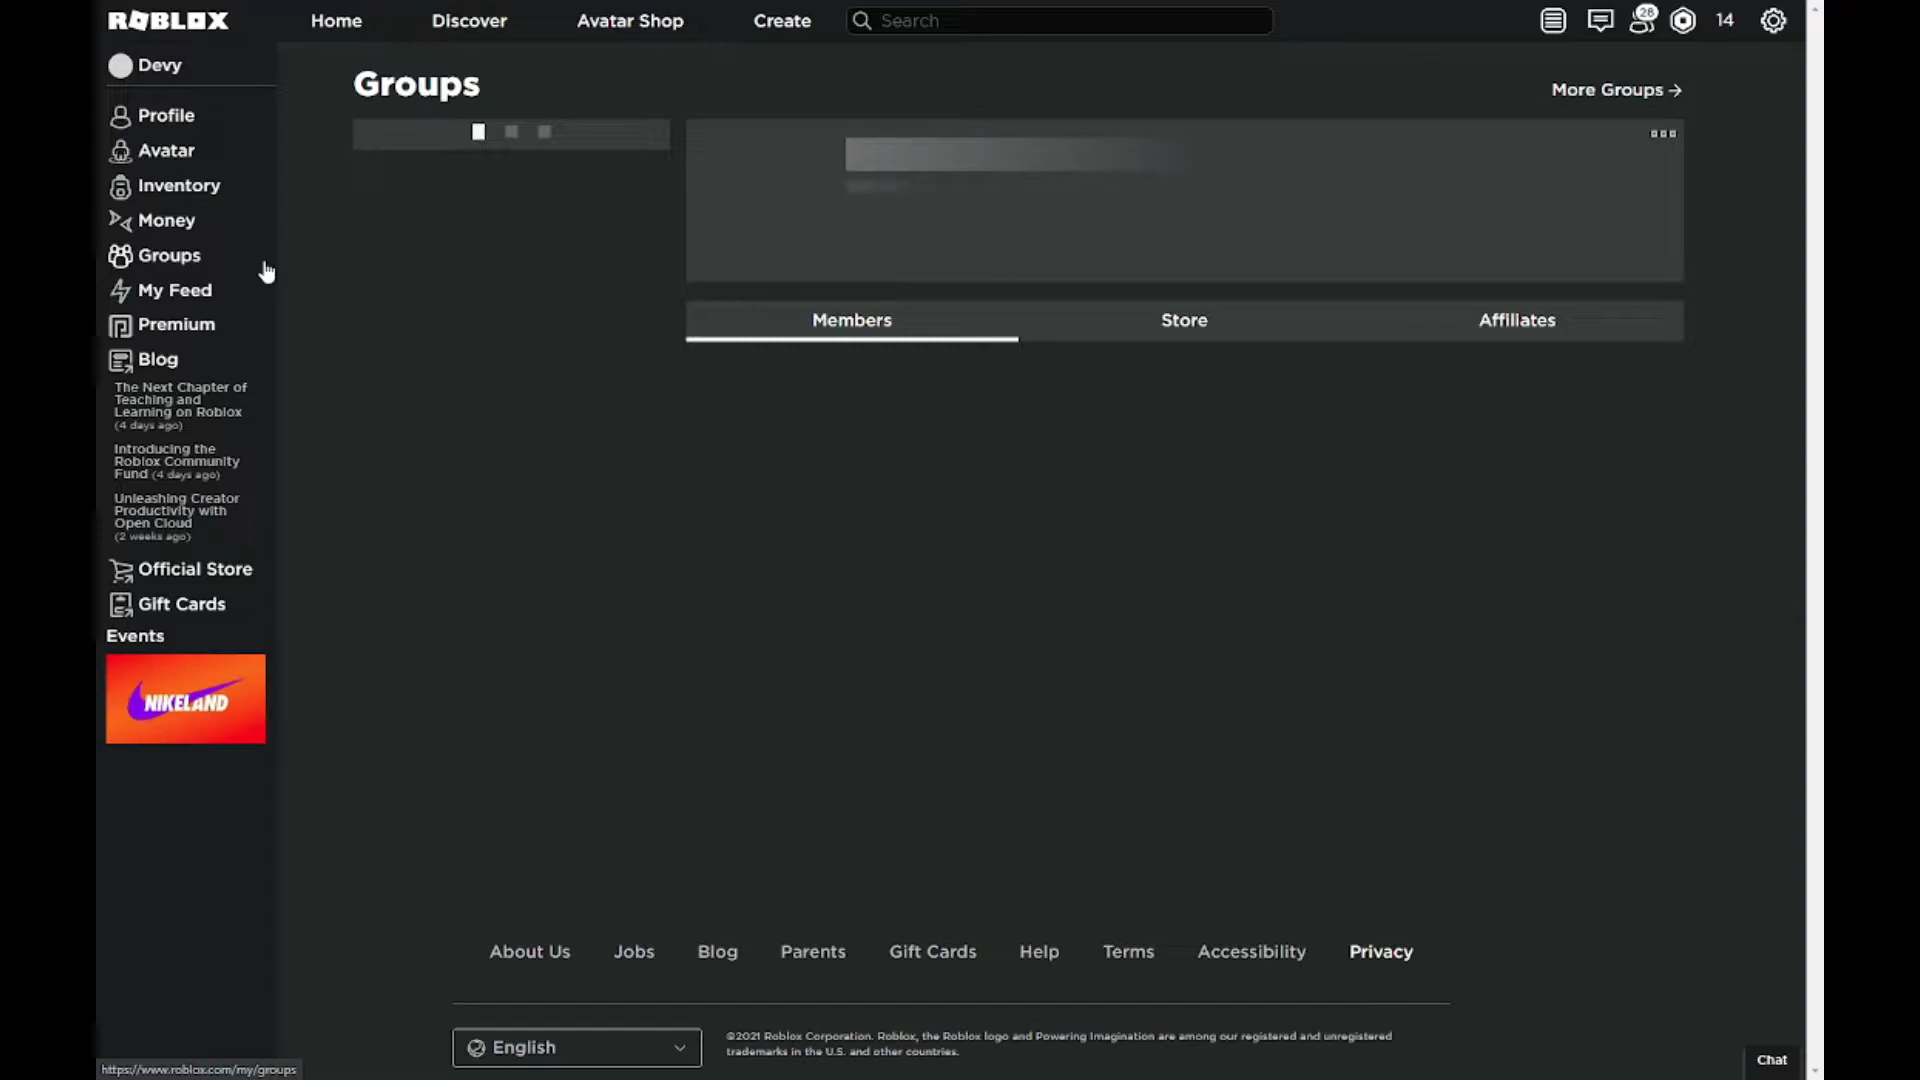 ROBLOX
Home
Discover
Avatar Shop
Create
Search
28
14
Devy
Profile
Avatar
Inventory
Money
Groups
My Feed
Premium
Blog
The Next Chapter of
Teaching and
Learning on Roblox
(4 days ago)
Introducing the
Roblox Community
Fund (4 days ago)
Unleashing Creator
Productivity with
Open Cloud
(2 weeks ago)
Official Store
Gift Cards
Events
NIKELAND
Groups
More Groups →
Members
Store
Affiliates
About Us
Jobs
Blog
Parents
Gift Cards
Help
Terms
Accessibility
Privacy
English
©2021 Roblox Corporation. Roblox, the Roblox logo and Powering Imagination are among our registered and unregistered
trademarks in the U.S. and other countries.
Chat
https://www.roblox.com/my/groups